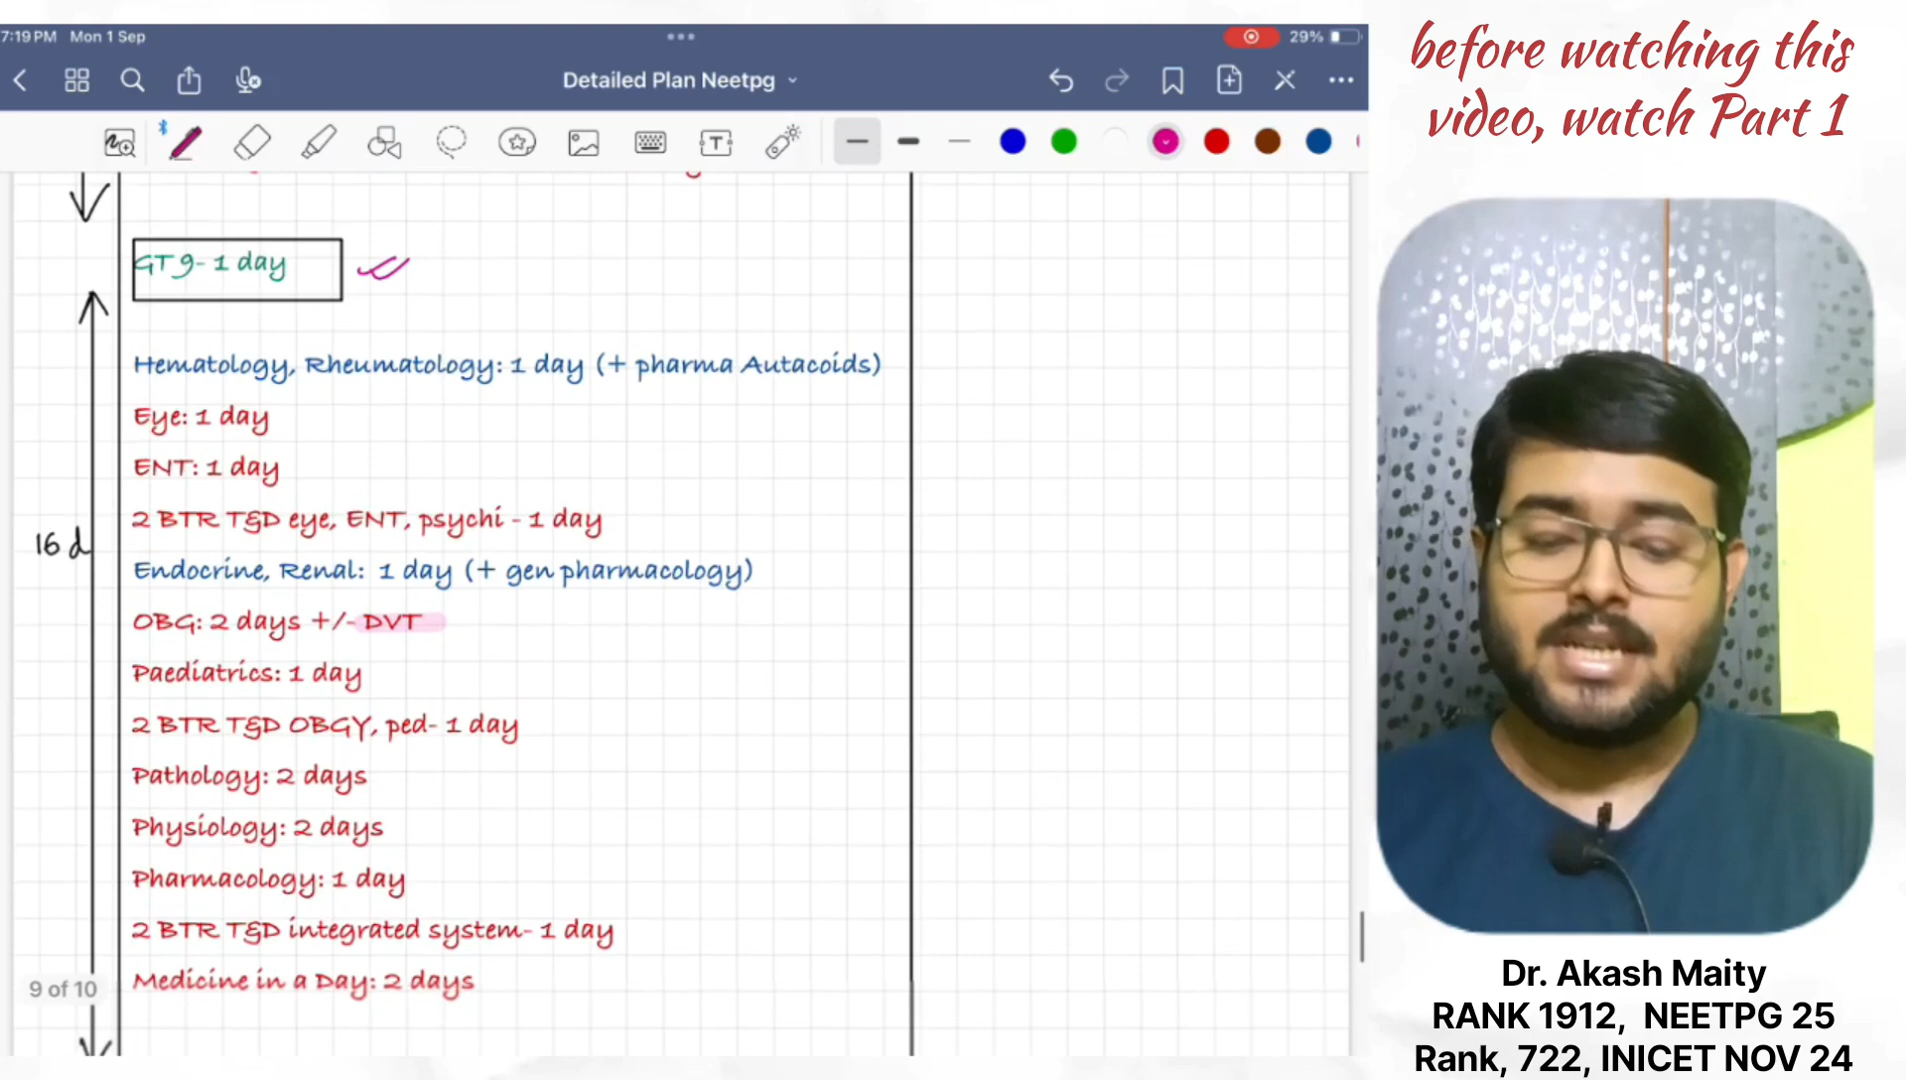 before watching this
video, watch Part 1
7:19 PM Mon 1 Sep
29%
Detailed Plan Neetpg
T
GT 9- 1 day
Hematology, Rheumatology: 1 day (+ pharma Autacoids)
Eye: 1 day
ENT: 1 day
2 BTR T&D eye, ENT, psychi - 1 day
16 d
Endocrine, Renal: 1 day (+ gen pharmacology)
OBG: 2 days +/- DVT
Paediatrics: 1 day
2 BTR T&D OBGY, ped- 1 day
Pathology: 2 days
Physiology: 2 days
Pharmacology: 1 day
2 BTR T&D integrated system- 1 day
9 of 10
Medicine in a Day: 2 days
Dr. Akash Maity
RANK 1912, NEETPG 25
Rank, 722, INICET NOV 24